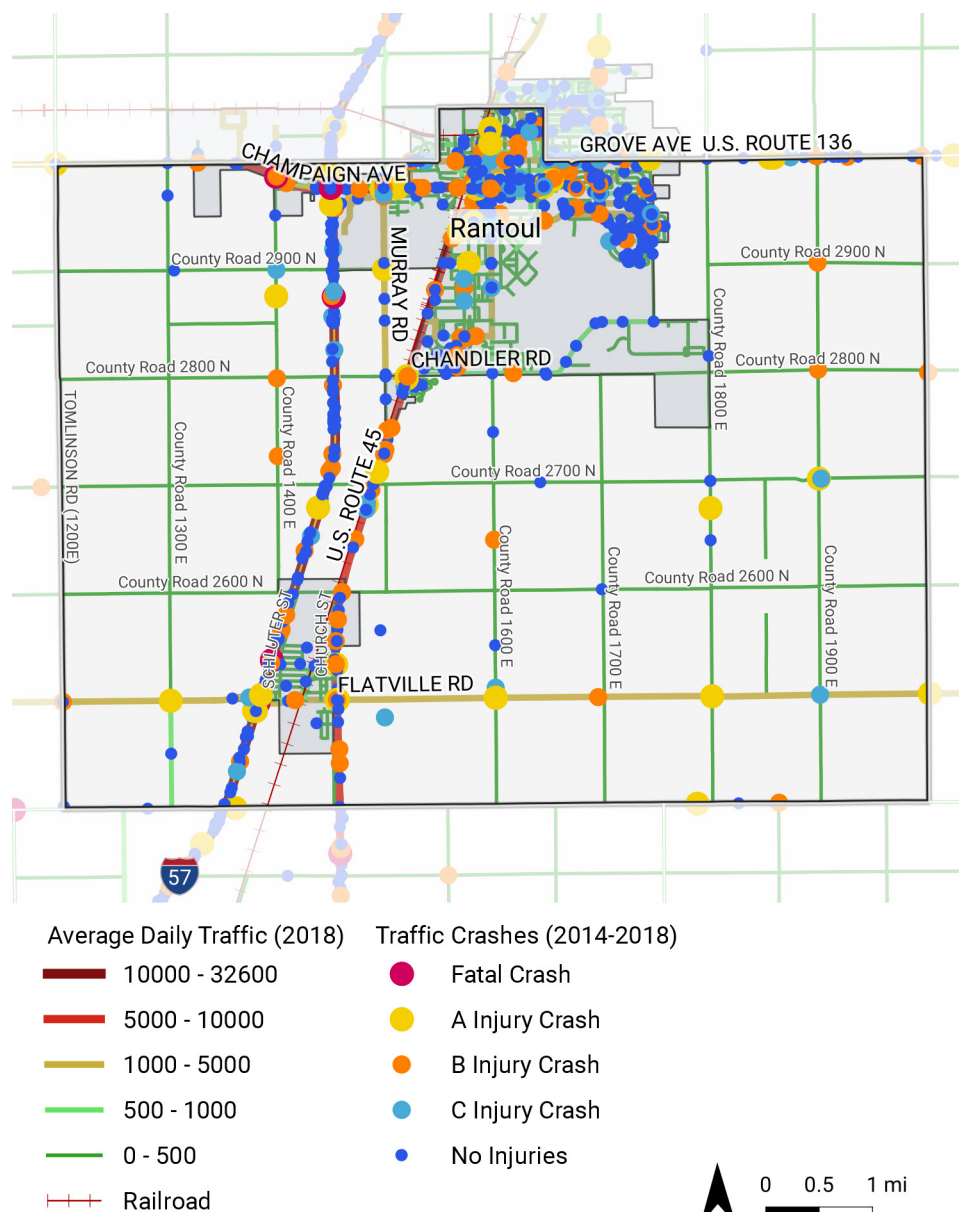 GROVE AVE U.S. ROUTE 136
CHAMPAIGN AVE
Rantoul
MURRAY RD
County Road 2900 N
County Road 2900 N
County Road 1800 E
CHANDLER RD
County Road 2800 N
County Road 2800 N
TOMLINSON RD (1200E)
County Road 1300 E
County Road 1400 E
U.S. ROUTE 45
County Road 2700 N
County Road 1600 E
County Road 1700 E
County Road 1900 E
County Road 2600 N
County Road 2600 N
SCHLUTER ST
CHURCH ST
FLATVILLE RD
57
Average Daily Traffic (2018)
Traffic Crashes (2014-2018)
10000 - 32600
Fatal Crash
5000 - 10000
A Injury Crash
1000 - 5000
B Injury Crash
500 - 1000
C Injury Crash
0 - 500
No Injuries
Railroad
0 0.5 1 mi